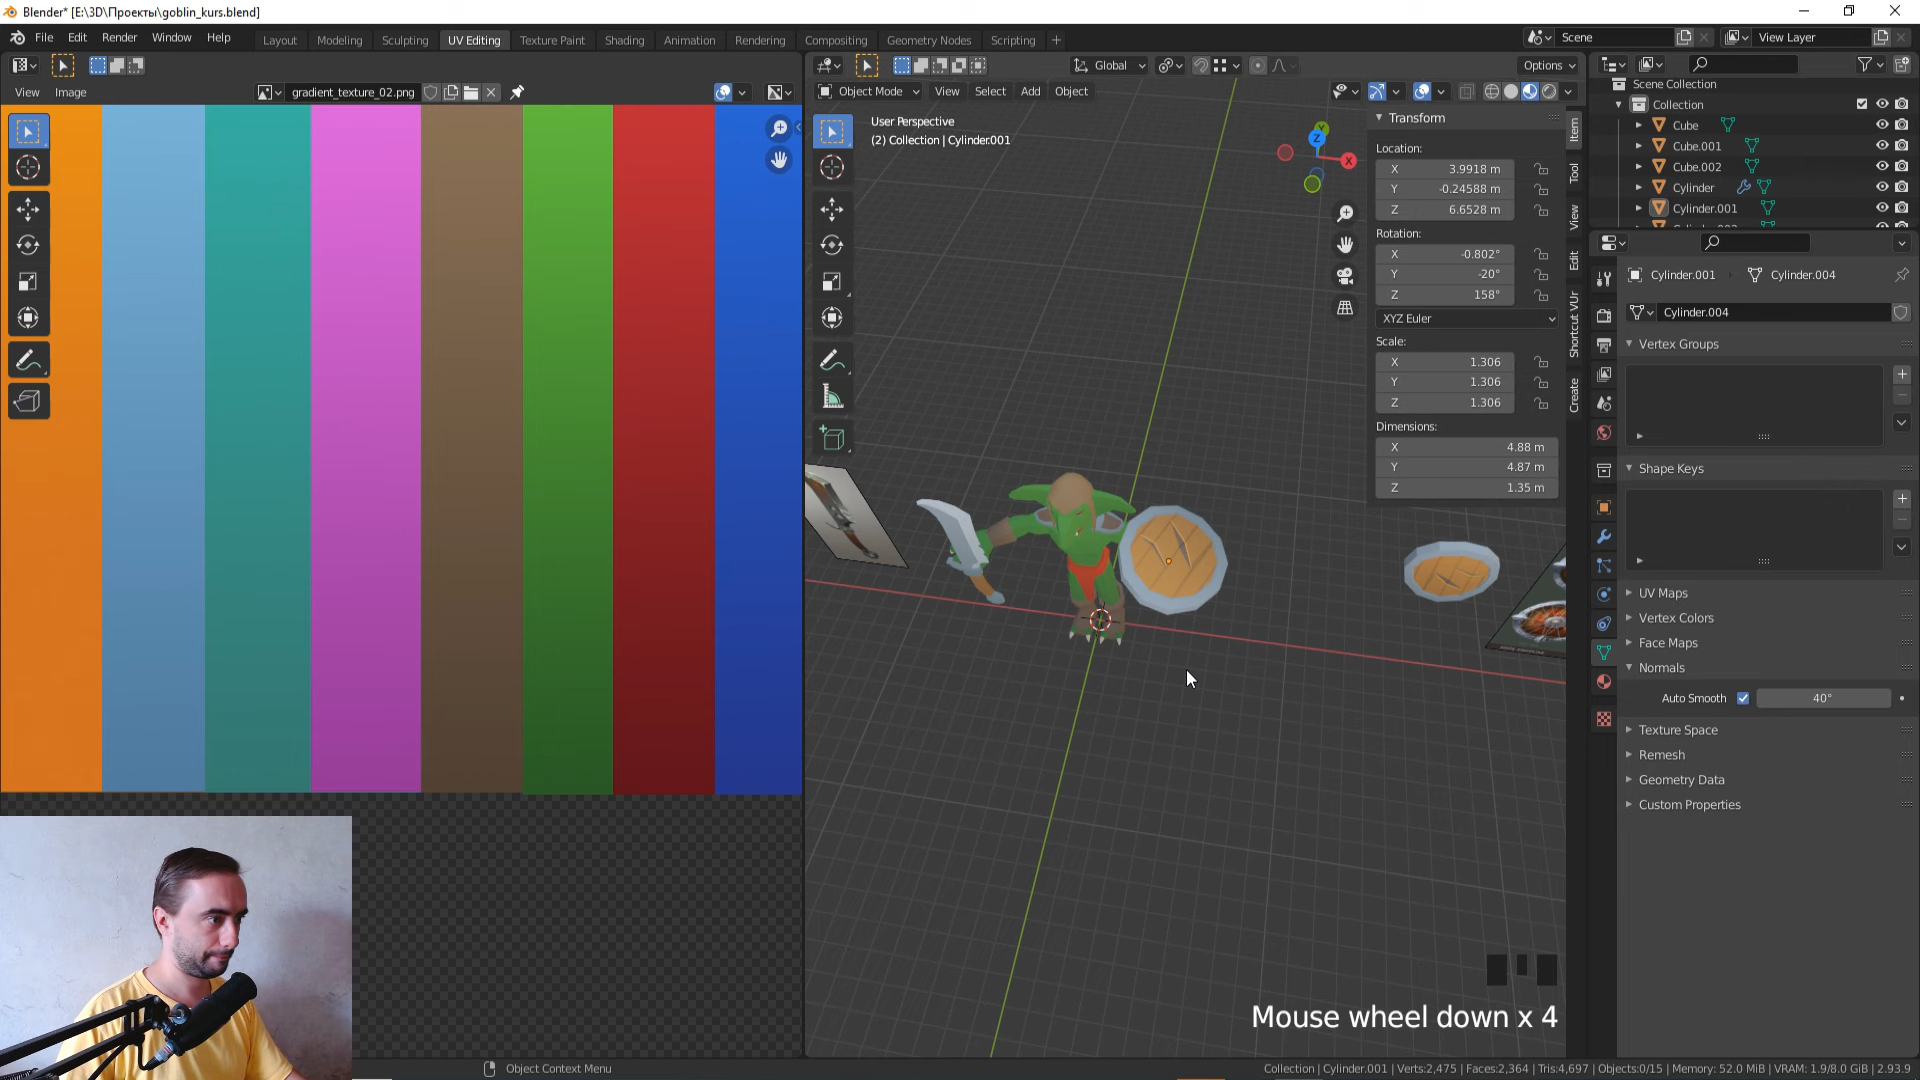 Blender* [E:\3D\Проекты\goblin_kurs.blend]
File Edit Render Window Help
Layout Modeling Sculpting UV Editing Texture Paint Shading Animation Rendering Compositing Geometry Nodes Scripting +
Scene
View Layer
Global
Options
View Image
gradient_texture_02.png
Object Mode View Select Add Object
User Perspective
(2) Collection | Cylinder.001
Transform
Location:
X 3.9918 m
Y -0.24588 m
Z 6.6528 m
Rotation:
X -0.802°
Y -20°
Z 158°
XYZ Euler
Scale:
X 1.306
Y 1.306
Z 1.306
Dimensions:
X 4.88 m
Y 4.87 m
Z 1.35 m
Item
Tool
View
Edit
Shortcut VUr
Create
Z
Y
X
Scene Collection
Collection
Cube
Cube.001
Cube.002
Cylinder
Cylinder.001
Cylinder.001 Cylinder.004
Cylinder.004
Vertex Groups
Shape Keys
UV Maps
Vertex Colors
Face Maps
Normals
Auto Smooth 40°
Texture Space
Remesh
Geometry Data
Custom Properties
Mouse wheel down x 4
Object Context Menu
Collection | Cylinder.001 | Verts:2,475 | Faces:2,364 | Tris:4,697 | Objects:0/15 | Memory: 52.0 MiB | VRAM: 1.9/8.0 GiB | 2.93.9